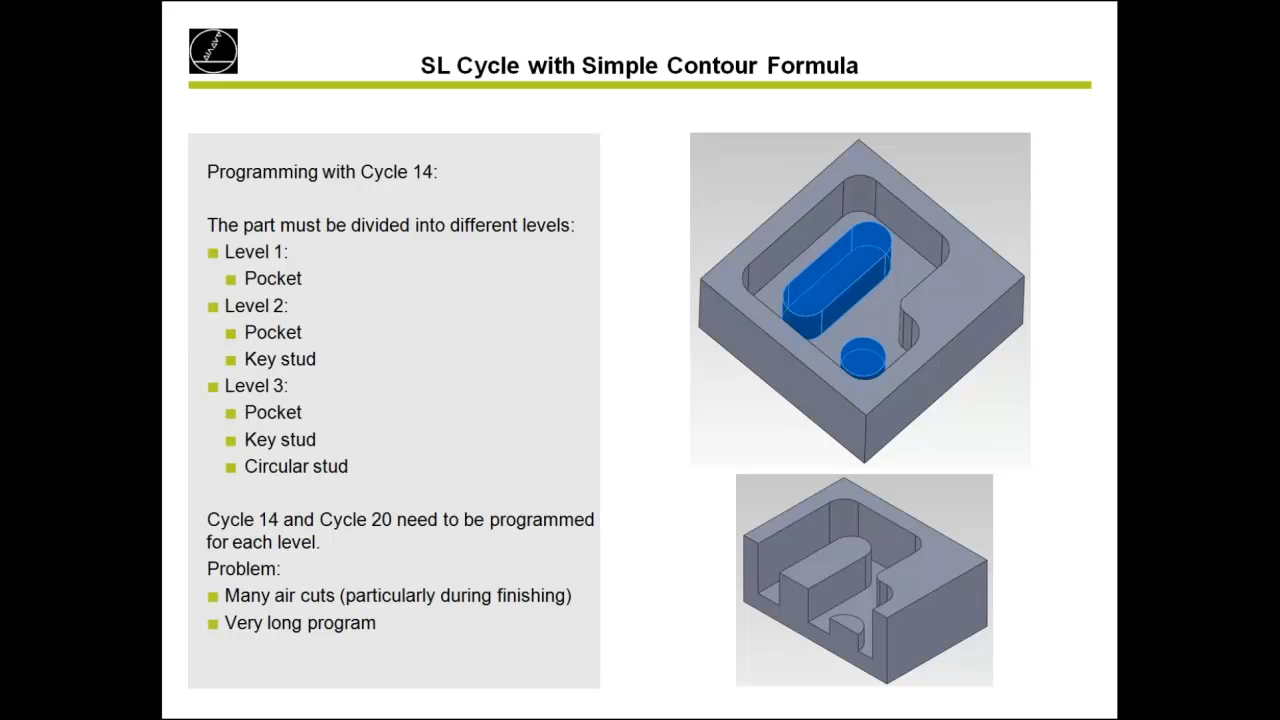 SL Cycle with Simple Contour Formula
Programming with Cycle 14:
The part must be divided into different levels:
Level 1:
Pocket
Level 2:
Pocket
Key stud
Level 3:
Pocket
Key stud
Circular stud
Cycle 14 and Cycle 20 need to be programmed
for each level.
Problem:
Many air cuts (particularly during finishing)
Very long program